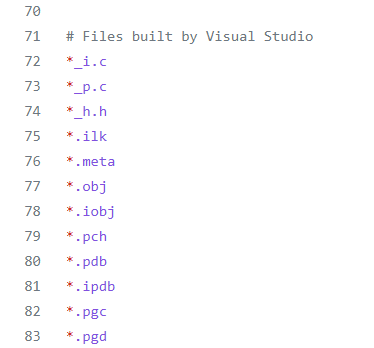 70
71 # Files built by Visual Studio
72 *_i.c
73 *_p.c
74 *_h.h
75 *.ilk
76 *.meta
77 *.obj
78 *.iobj
79 *.pch
80 *.pdb
81 *.ipdb
82 *.pgc
83 *.pgd